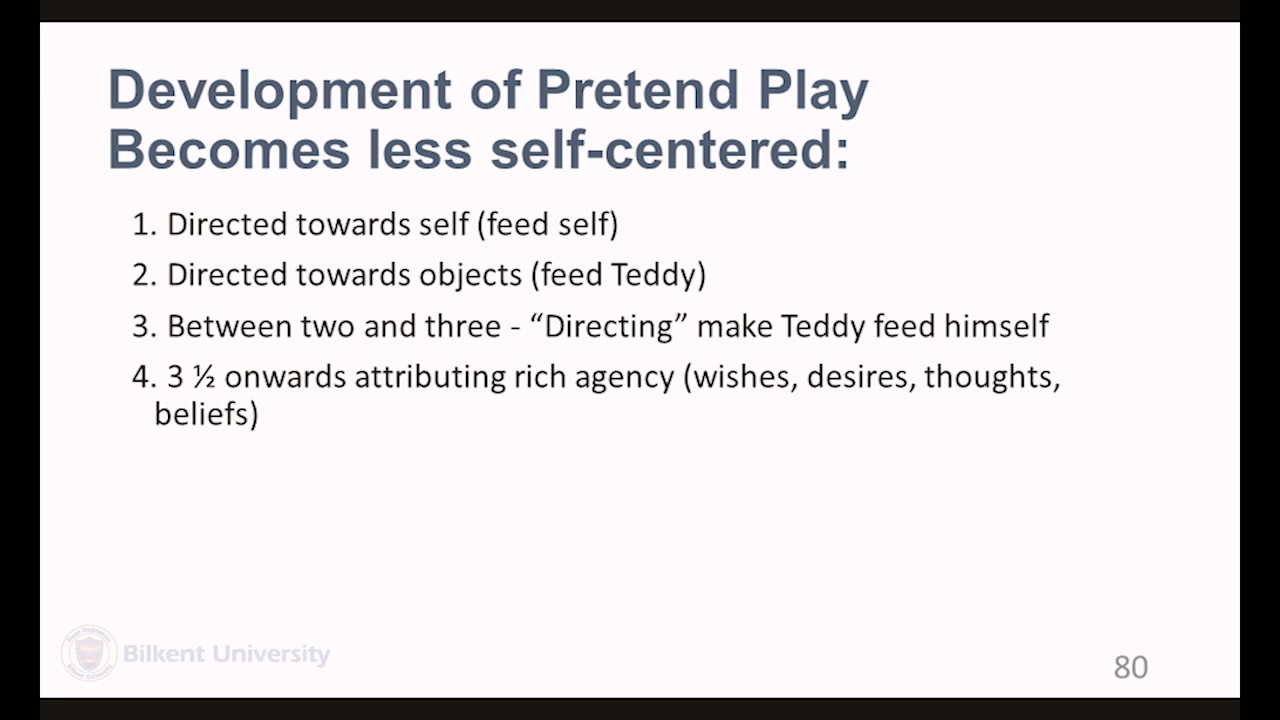 Development of Pretend Play
Becomes less self-centered:
1. Directed towards self (feed self)
2. Directed towards objects (feed Teddy)
3. Between two and three - “Directing” make Teddy feed himself
4. 3 ½ onwards attributing rich agency (wishes, desires, thoughts,
beliefs)
Bilkent University
80